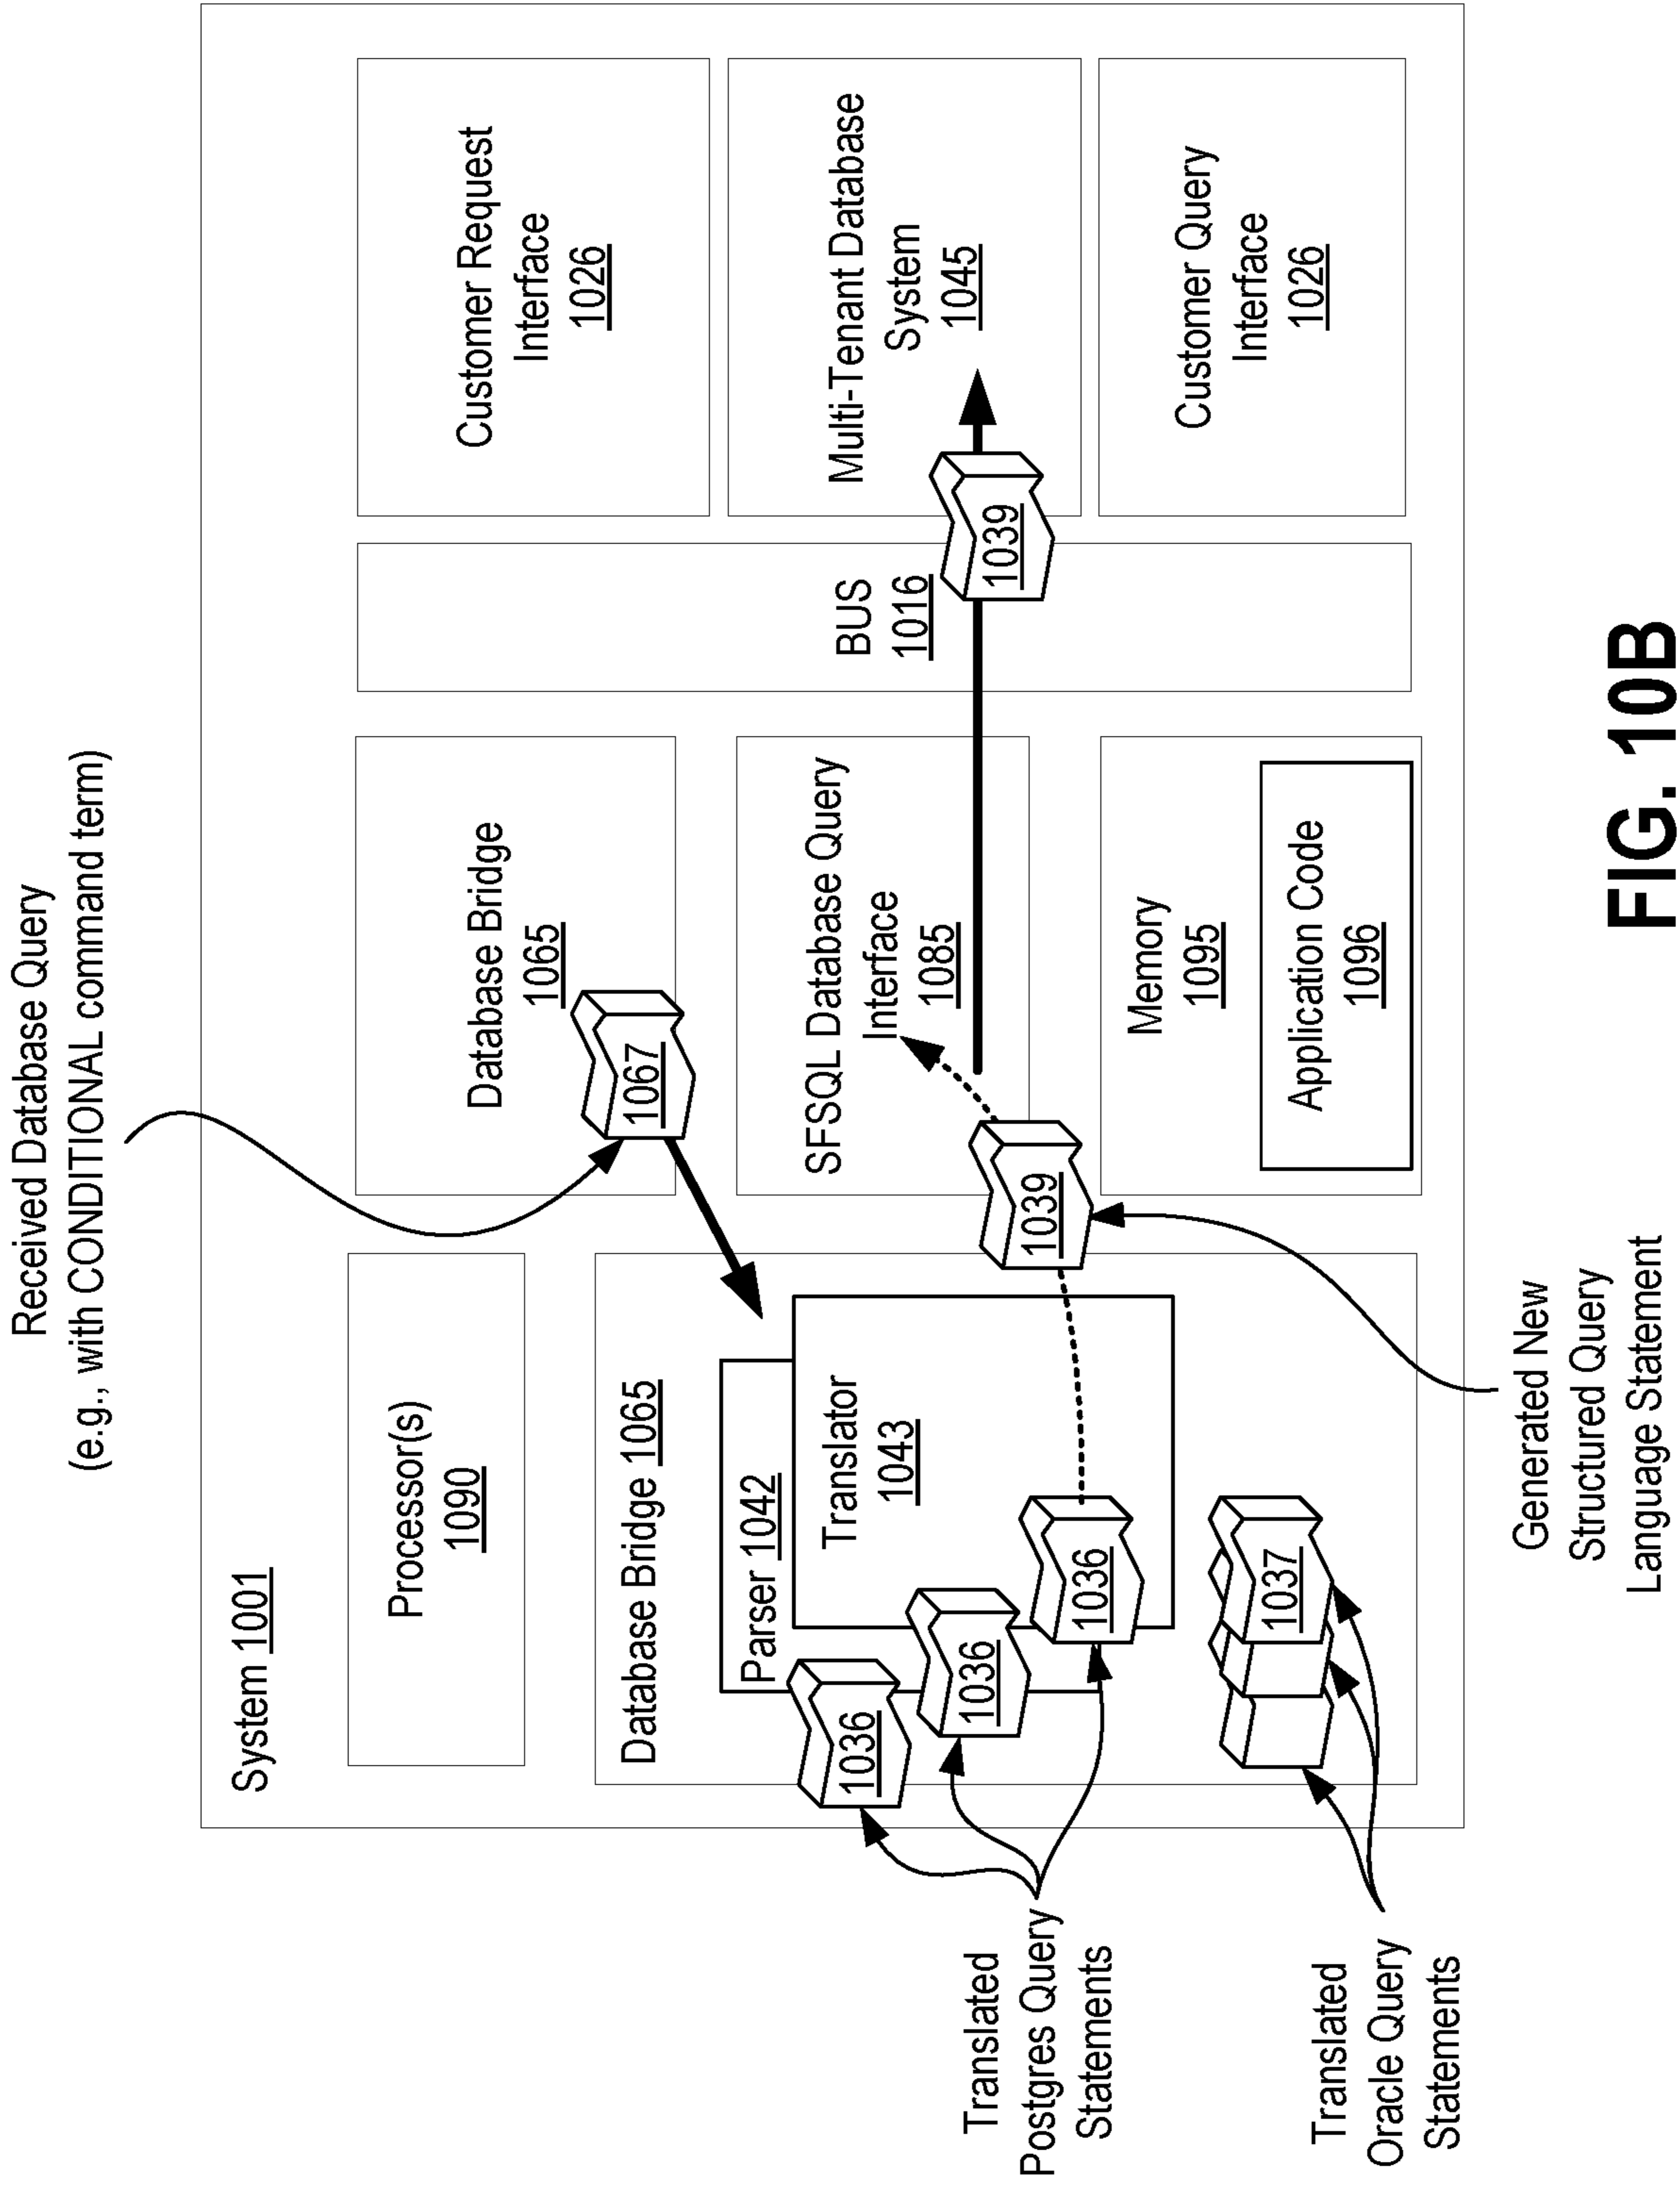 Received Database Query
(e.g., with CONDITIONAL command term)
System 1001
Processor(s)
1090
Database Bridge
1065
1067
Customer Request
Interface
1026
Database Bridge 1065
Parser 1042
Translator
1043
1036
1036
1036
1037
SFSQL Database Query
Interface
1085
1039
BUS
1016
1039
Multi-Tenant Database
System
1045
Memory
1095
Application Code
1096
Customer Query
Interface
1026
Translated
Postgres Query
Statements
Translated
Oracle Query
Statements
Generated New
Structured Query
Language Statement
FIG. 10B